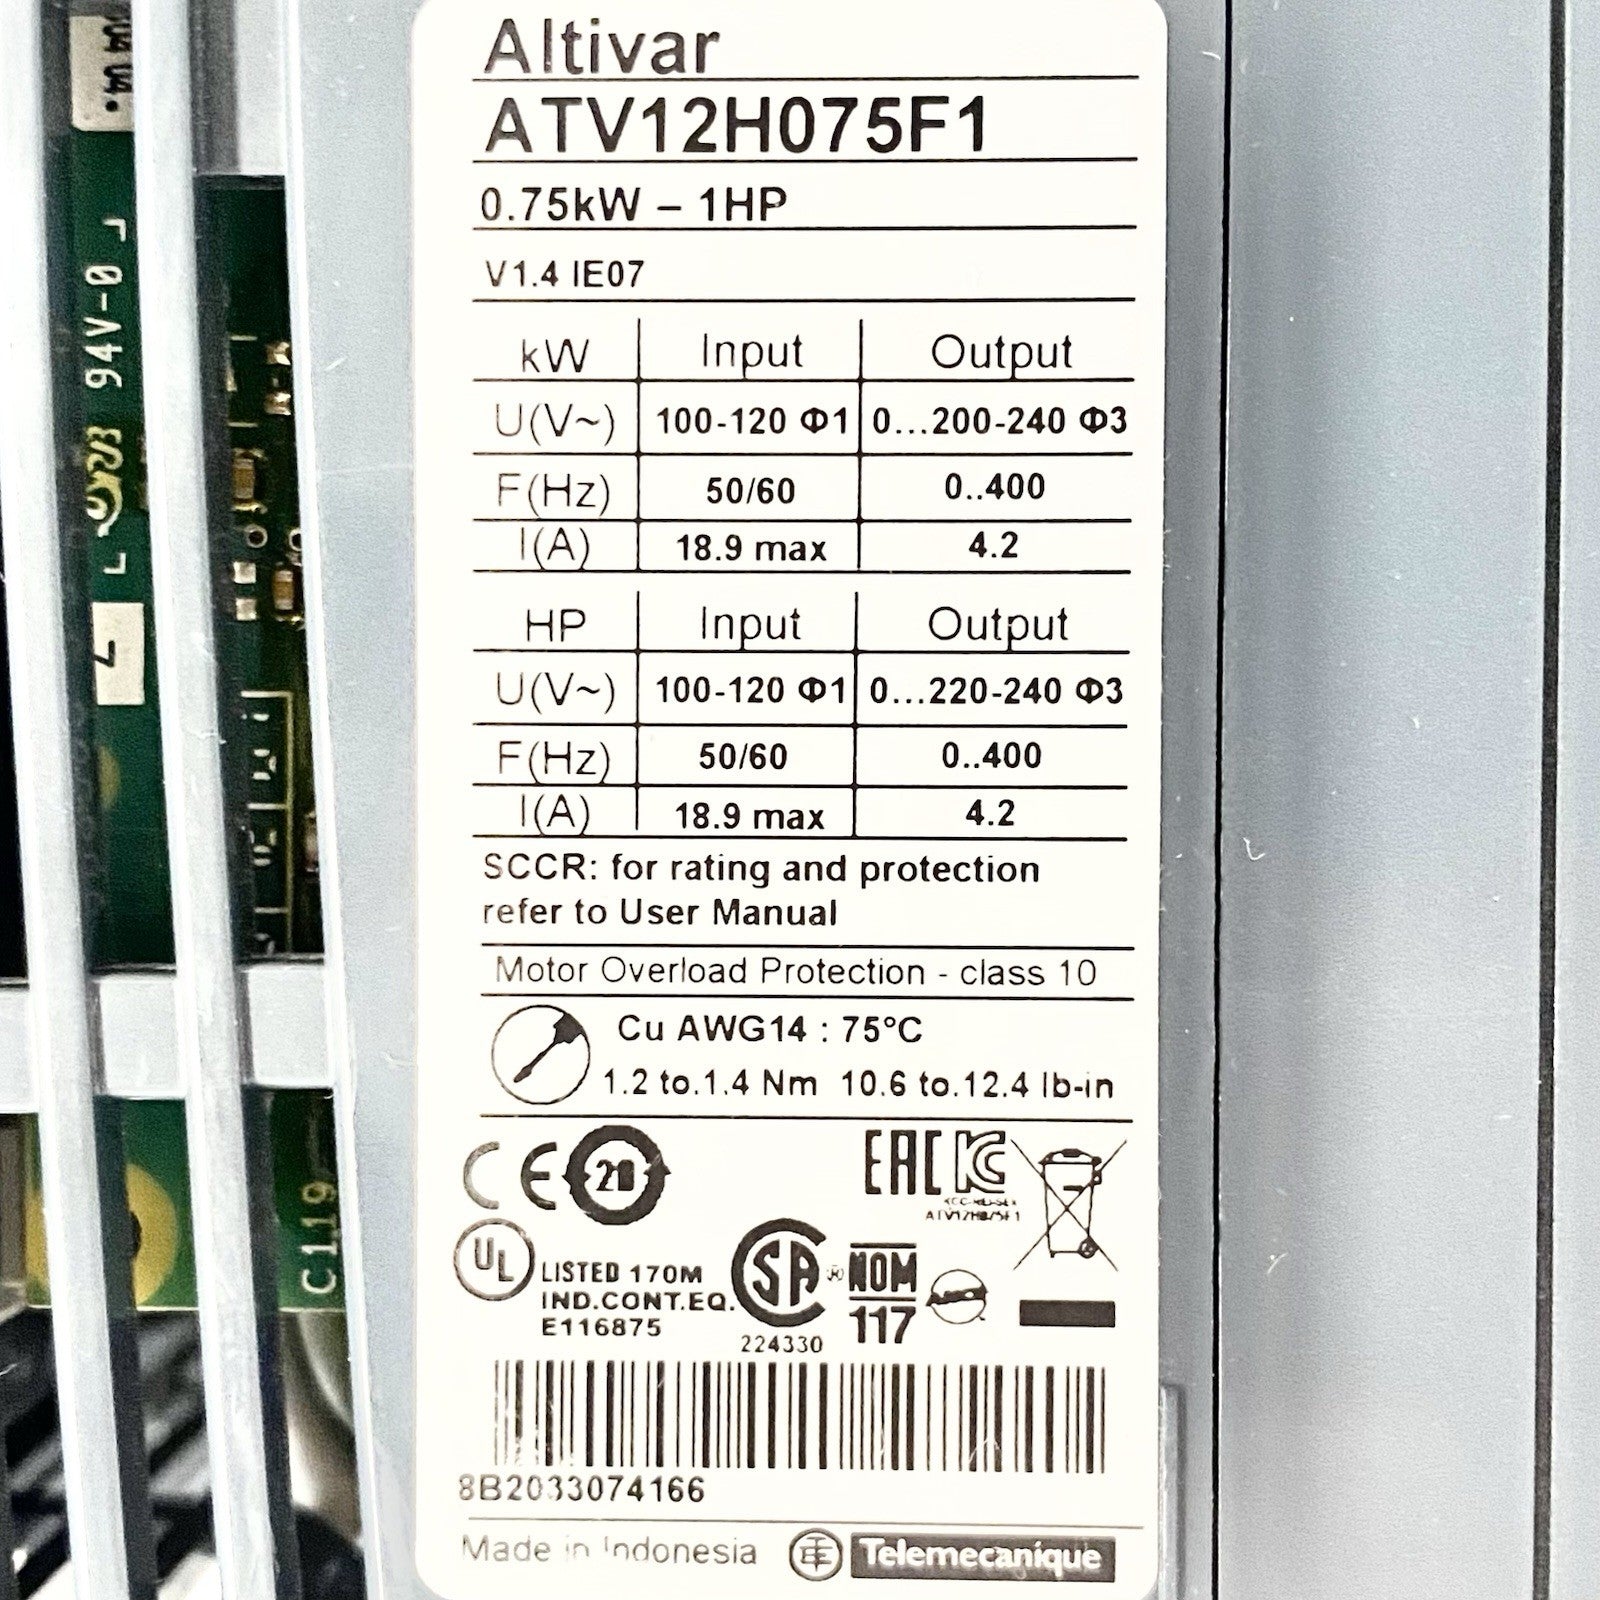 Altivar
ATV12H075F1
0.75kW – 1HP
V1.4 IE07
kW Input Output
U(V~) 100-120 Φ1 0...200-240 Φ3
F(Hz) 50/60 0..400
I(A) 18.9 max 4.2
HP Input Output
U(V~) 100-120 Φ1 0...220-240 Φ3
F(Hz) 50/60 0..400
I(A) 18.9 max 4.2
SCCR: for rating and protection
refer to User Manual
Motor Overload Protection - class 10
Cu AWG14 : 75°C
1.2 to.1.4 Nm 10.6 to.12.4 lb-in
CE 20 EAC KC
ATV12H075F1
UL LISTED 170M
IND.CONT.EQ.
E116875
SA ®
224330
NOM
117
8B2033074166
Made in Indonesia Telemecanique
94V-0
C119